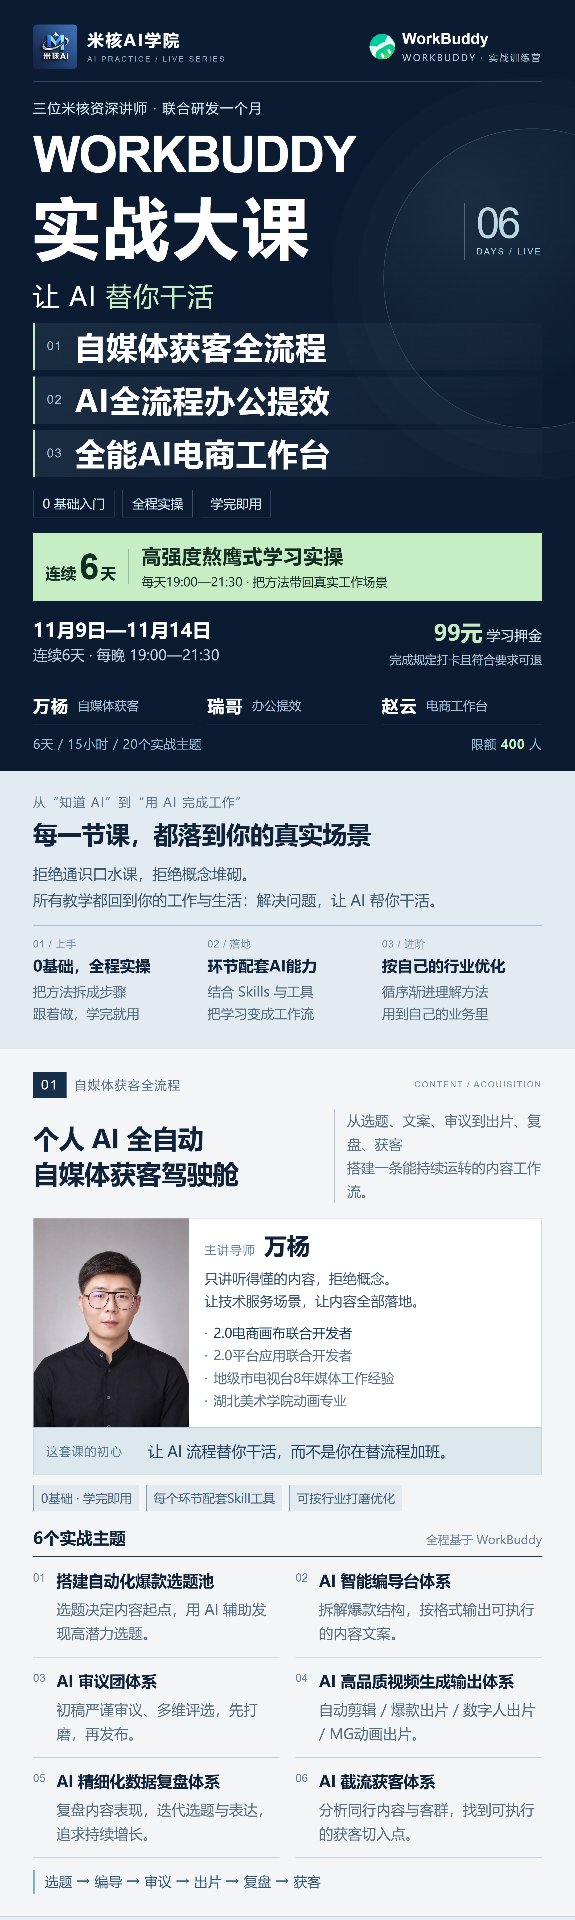 米核AI
米核AI学院
AI PRACTICE / LIVE SERIES
WorkBuddy
WORKBUDDY · 实战训练营
三位米核资深讲师 · 联合研发一个月
WORKBUDDY
实战大课
06
DAYS / LIVE
让 AI 替你干活
01 自媒体获客全流程
02 AI全流程办公提效
03 全能AI电商工作台
0 基础入门 全程实操 学完即用
连续 6 天
高强度熬鹰式学习实操
每天19:00—21:30 · 把方法带回真实工作场景
11月9日—11月14日
连续6天 · 每晚 19:00—21:30
99元 学习押金
完成规定打卡且符合要求可退
万杨 自媒体获客
瑞哥 办公提效
赵云 电商工作台
6天 / 15小时 / 20个实战主题
限额 400 人
从“知道 AI”到“用 AI 完成工作”
每一节课，都落到你的真实场景
拒绝通识口水课，拒绝概念堆砌。
所有教学都回到你的工作与生活：解决问题，让 AI 帮你干活。
01 / 上手
0基础，全程实操
把方法拆成步骤
跟着做，学完就用
02 / 落地
环节配套AI能力
结合 Skills 与工具
把学习变成工作流
03 / 进阶
按自己的行业优化
循序渐进理解方法
用到自己的业务里
01 自媒体获客全流程
CONTENT / ACQUISITION
个人 AI 全自动
自媒体获客驾驶舱
从选题、文案、审议到出片、复
盘、获客
搭建一条能持续运转的内容工作
流。
主讲导师 万杨
只讲听得懂的内容，拒绝概念。
让技术服务场景，让内容全部落地。
· 2.0电商画布联合开发者
· 2.0平台应用联合开发者
· 地级市电视台8年媒体工作经验
· 湖北美术学院动画专业
这套课的初心 让 AI 流程替你干活，而不是你在替流程加班。
0基础 · 学完即用 每个环节配套Skill工具 可按行业打磨优化
6个实战主题
全程基于 WorkBuddy
01 搭建自动化爆款选题池
选题决定内容起点，用 AI 辅助发
现高潜力选题。
02 AI 智能编导台体系
拆解爆款结构，按格式输出可执行
的内容文案。
03 AI 审议团体系
初稿严谨审议、多维评选，先打
磨，再发布。
04 AI 高品质视频生成输出体系
自动剪辑 / 爆款出片 / 数字人出片
/ MG动画出片。
05 AI 精细化数据复盘体系
复盘内容表现，迭代选题与表达，
追求持续增长。
06 AI 截流获客体系
分析同行内容与客群，找到可执行
的获客切入点。
选题 → 编导 → 审议 → 出片 → 复盘 → 获客